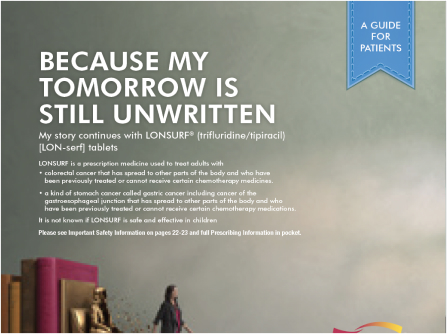 A GUIDE
FOR
PATIENTS
BECAUSE MY
TOMORROW IS
STILL UNWRITTEN
My story continues with LONSURF® (trifluridine/tipiracil)
[LON-serf] tablets
LONSURF is a prescription medicine used to treat adults with
• colorectal cancer that has spread to other parts of the body and who have
been previously treated or cannot receive certain chemotherapy medicines.
• a kind of stomach cancer called gastric cancer including cancer of the
gastroesophageal junction that has spread to other parts of the body and who
have been previously treated or cannot receive certain chemotherapy medications.
It is not known if LONSURF is safe and effective in children
Please see Important Safety Information on pages 22-23 and full Prescribing Information in pocket.